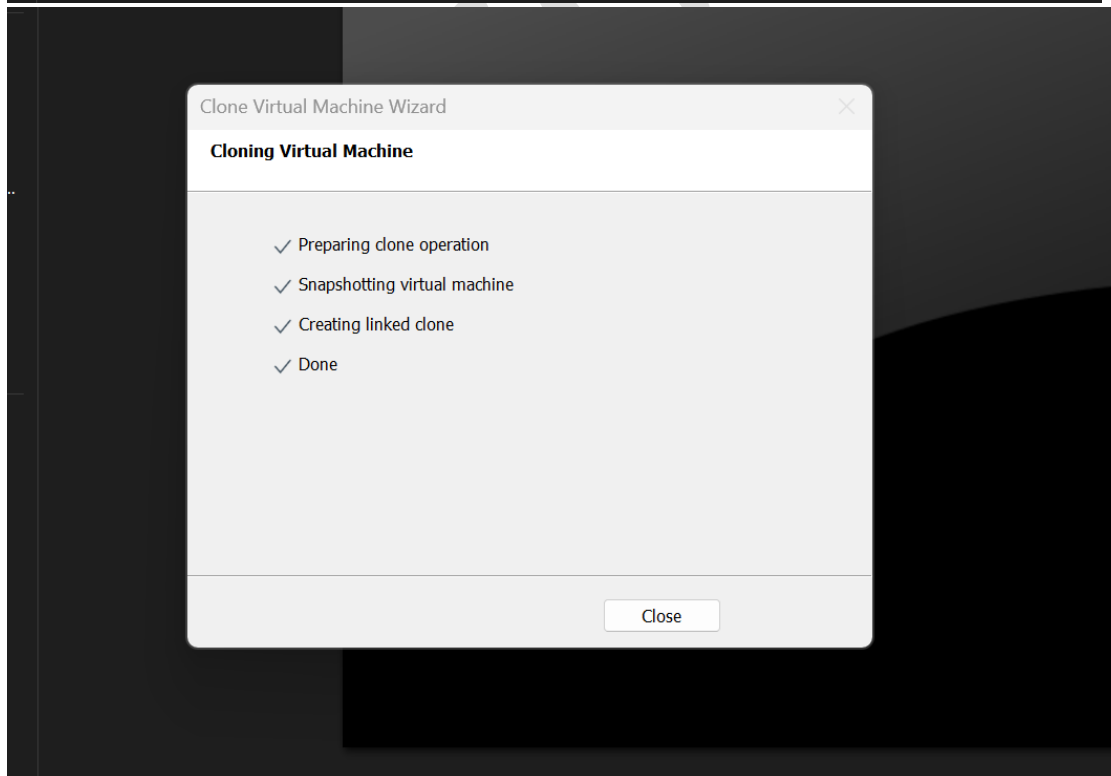 Clone Virtual Machine Wizard
Cloning Virtual Machine
..
Preparing clone operation
Snapshotting virtual machine
Creating linked clone
Done
Close